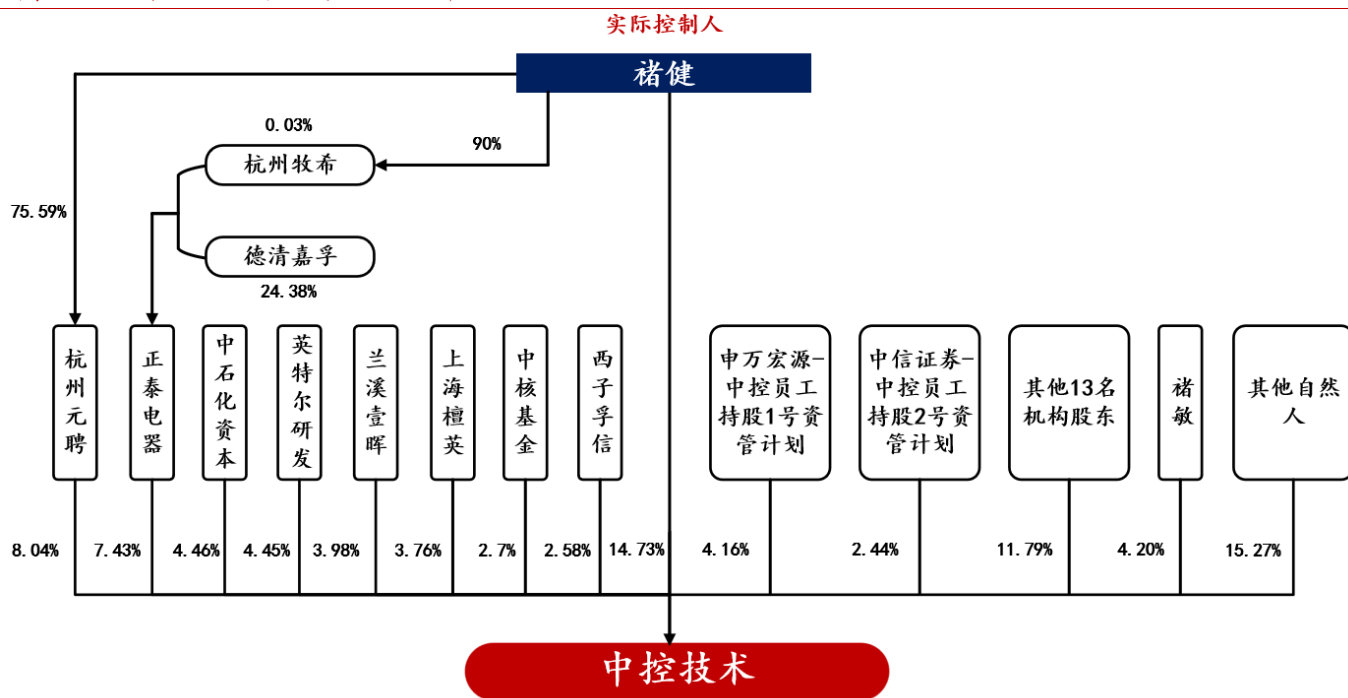 实际控制人
褚健
0.03%
杭州牧希
90%
75.59%
德清嘉孚
24.38%
杭州元聘
正泰电器
中石化资本
英特尔研发
兰溪壹晖
上海檀英
中核基金
西子孚信
申万宏源-
中控员工
持股1号资
管计划
中信证券-
中控员工
持股2号资
管计划
其他13名
机构股东
褚敏
其他自然
人
8.04%
7.43%
4.46%
4.45%
3.98%
3.76%
2.7%
2.58%
14.73%
4.16%
2.44%
11.79%
4.20%
15.27%
中控技术